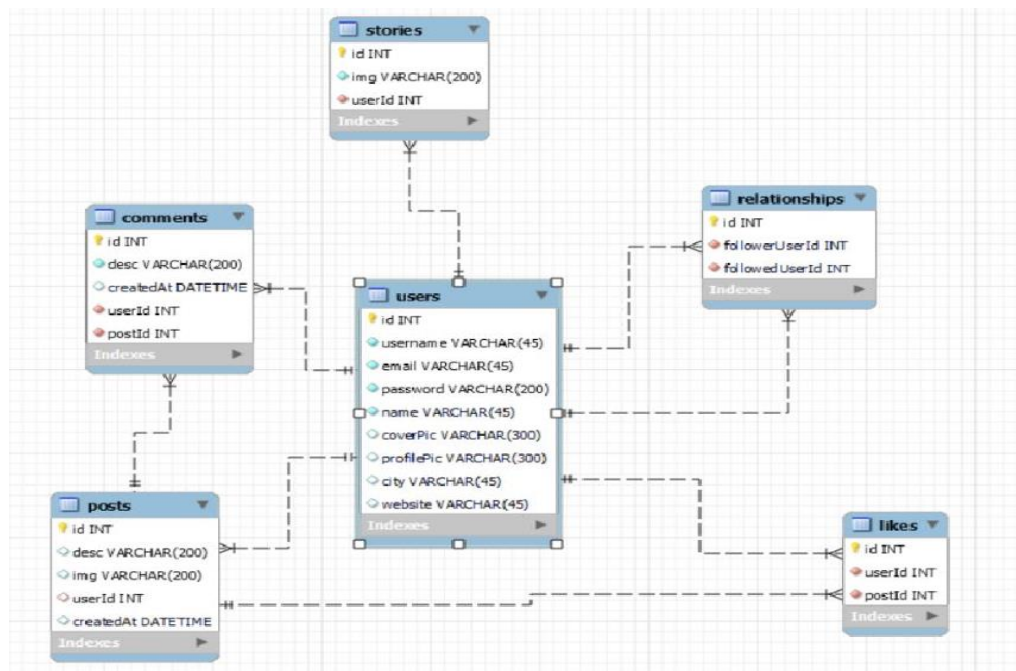 stories
id INT
img VARCHAR(200)
userId INT
Indexes
comments
id INT
desc VARCHAR(200)
createdAt DATETIME
userId INT
postId INT
Indexes
relationships
id INT
followerUserId INT
followedUserId INT
Indexes
users
id INT
username VARCHAR(45)
email VARCHAR(45)
password VARCHAR(200)
name VARCHAR(45)
coverPic VARCHAR(300)
profilePic VARCHAR(300)
city VARCHAR(45)
website VARCHAR(45)
Indexes
posts
id INT
desc VARCHAR(200)
img VARCHAR(200)
userId INT
createdAt DATETIME
Indexes
likes
id INT
userId INT
postId INT
Indexes